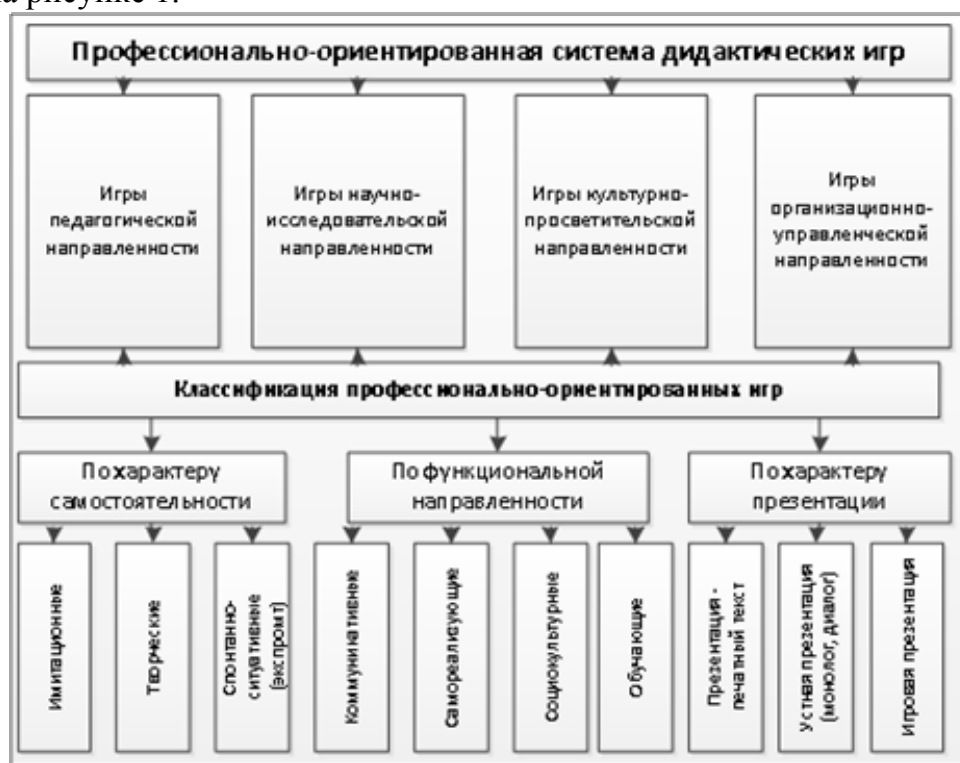 на рисунке 1.
Профессионально-ориентированная система дидактических игр
Игры
педагогической
направленности
Игры научно-
исследовательской
направленности
Игры культурно-
просветительской
направленности
Игры
организационно-
управленческой
направленности
Классификация профессионально-ориентированных игр
По характеру
самостоятельности
По функциональной
направленности
По характеру
презентации
Имитационные
Творческие
Спонтанно-
ситуативные
(экспромт)
Коммуникативные
Самореализующие
Социокультурные
Обучающие
Презентация -
печатный текст
Устная презентация
(монолог, диалог)
Игровая презентация